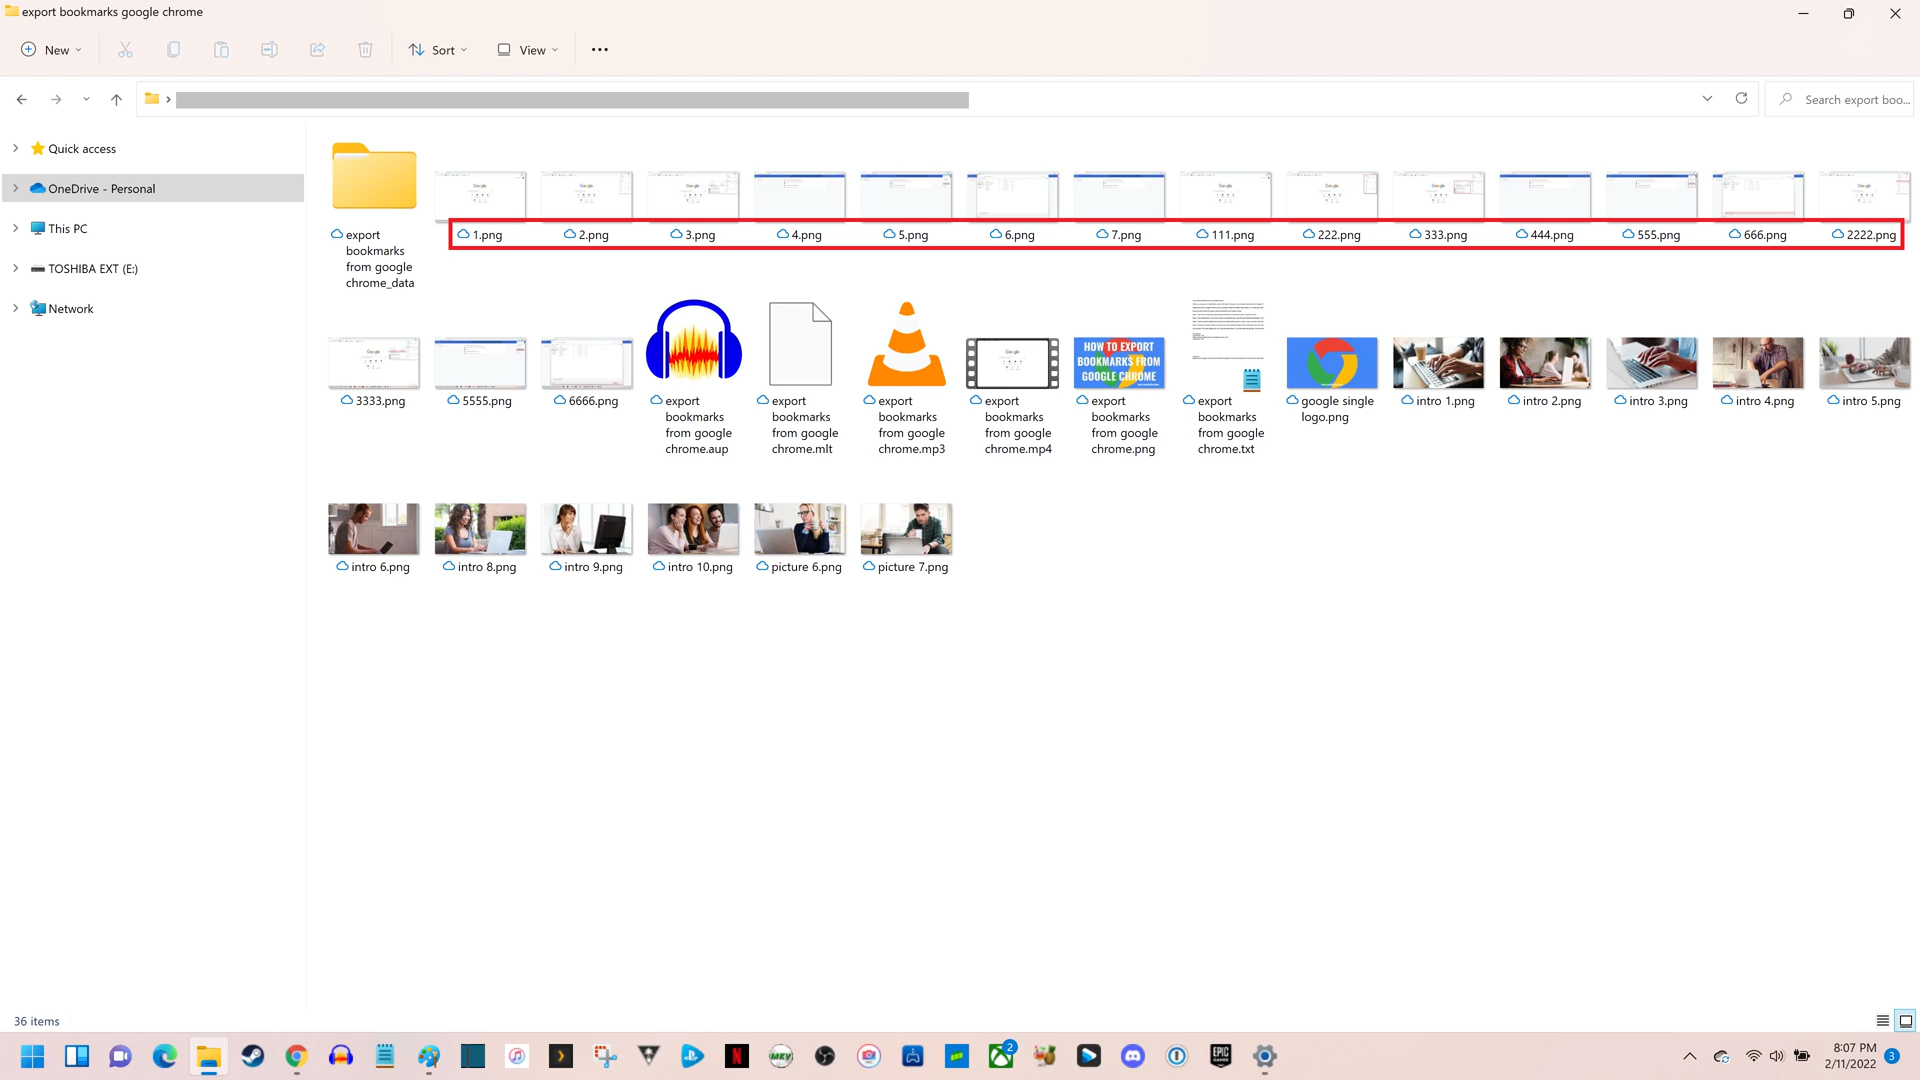 export bookmarks google chrome
New
Sort
View
Search export boo...
Quick access
OneDrive - Personal
This PC
TOSHIBA EXT (E:)
Network
export
bookmarks
from google
chrome_data
1.png
2.png
3.png
4.png
5.png
6.png
7.png
111.png
222.png
333.png
444.png
555.png
666.png
2222.png
3333.png
5555.png
6666.png
export
bookmarks
from google
chrome.aup
export
bookmarks
from google
chrome.mlt
export
bookmarks
from google
chrome.mp3
export
bookmarks
from google
chrome.mp4
HOW TO EXPORT
BOOKMARKS FROM
GOOGLE CHROME
export
bookmarks
from google
chrome.png
export
bookmarks
from google
chrome.txt
google single
logo.png
intro 1.png
intro 2.png
intro 3.png
intro 4.png
intro 5.png
intro 6.png
intro 8.png
intro 9.png
intro 10.png
picture 6.png
picture 7.png
36 items
MKV
2
EPIC
GAMES
8:07 PM
2/11/2022
3